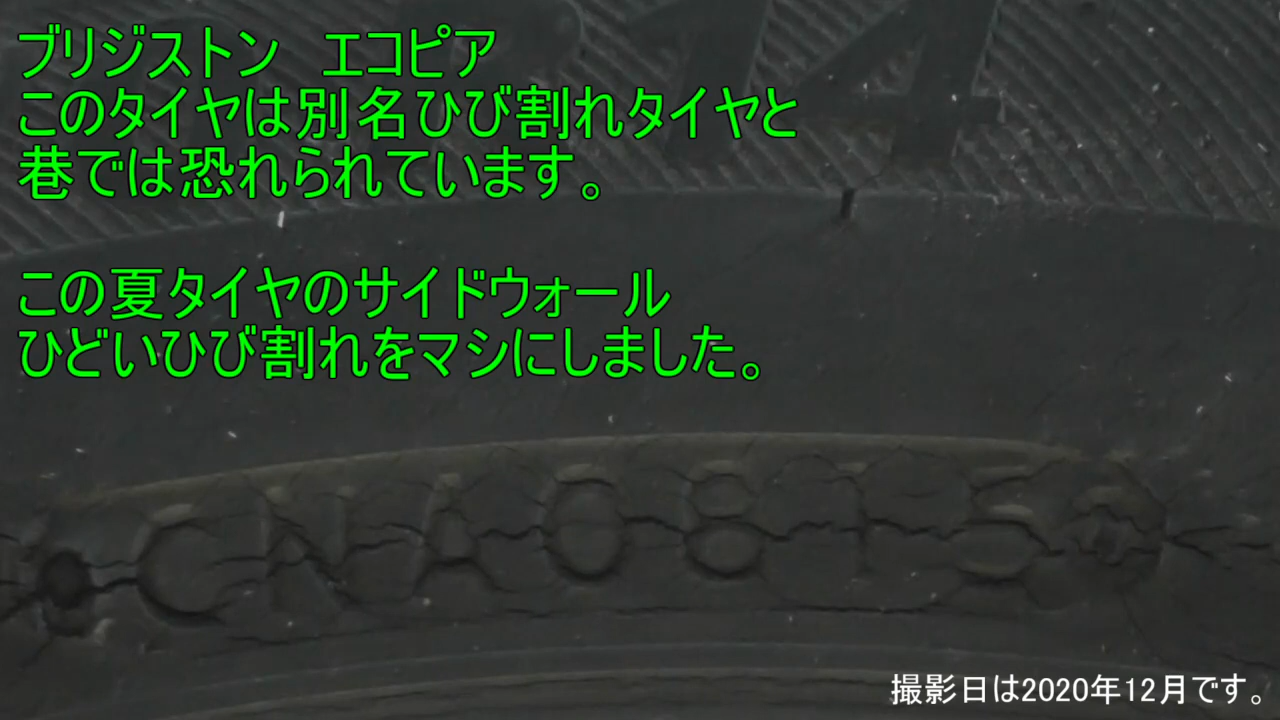 ブリジストン　エコピア
このタイヤは別名ひび割れタイヤと
巷では恐れられています。
この夏タイヤのサイドウォール
ひどいひび割れをマシにしました。
14
撮影日は2020年12月です。